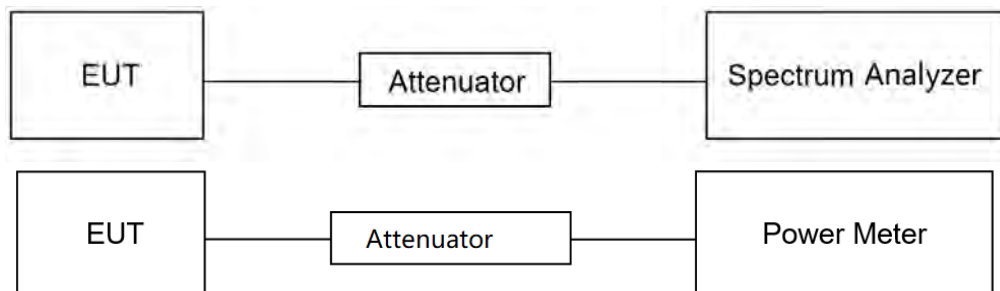 EUT
Attenuator
Spectrum Analyzer
EUT
Attenuator
Power Meter